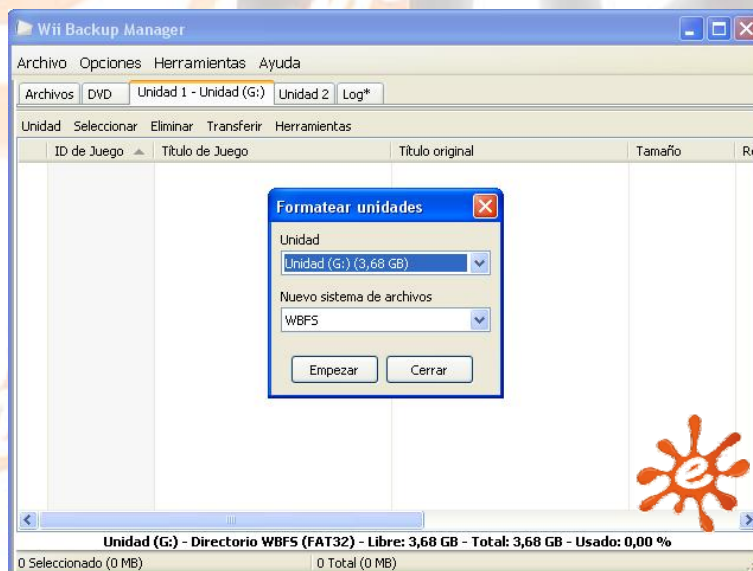 Wii Backup Manager
Archivo Opciones Herramientas Ayuda
Archivos DVD Unidad 1 - Unidad (G:) Unidad 2 Log*
Unidad Seleccionar Eliminar Transferir Herramientas
ID de Juego Título de Juego Título original Tamaño Re
Formatear unidades
Unidad
Unidad (G:) (3,68 GB)
Nuevo sistema de archivos
WBFS
Empezar Cerrar
e
Unidad (G:) - Directorio WBFS (FAT32) - Libre: 3,68 GB - Total: 3,68 GB - Usado: 0,00 %
0 Seleccionado (0 MB) 0 Total (0 MB)